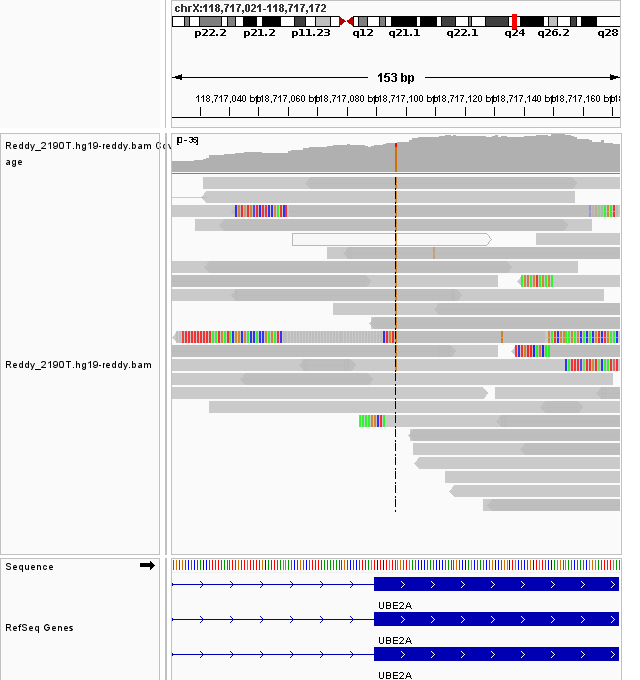 chrX:118,717,021-118,717,172
p22.2 p21.2 p11.23 q12 q21.1 q22.1 q24 q26.2 q28
153 bp
118,717,040 bp 118,717,060 bp 118,717,080 bp 118,717,100 bp 118,717,120 bp 118,717,140 bp 118,717,160 bp
Reddy_2190T.hg19-reddy.bam
age
[0-36]
Reddy_2190T.hg19-reddy.bam
Sequence
UBE2A
RefSeq Genes
UBE2A
UBE2A